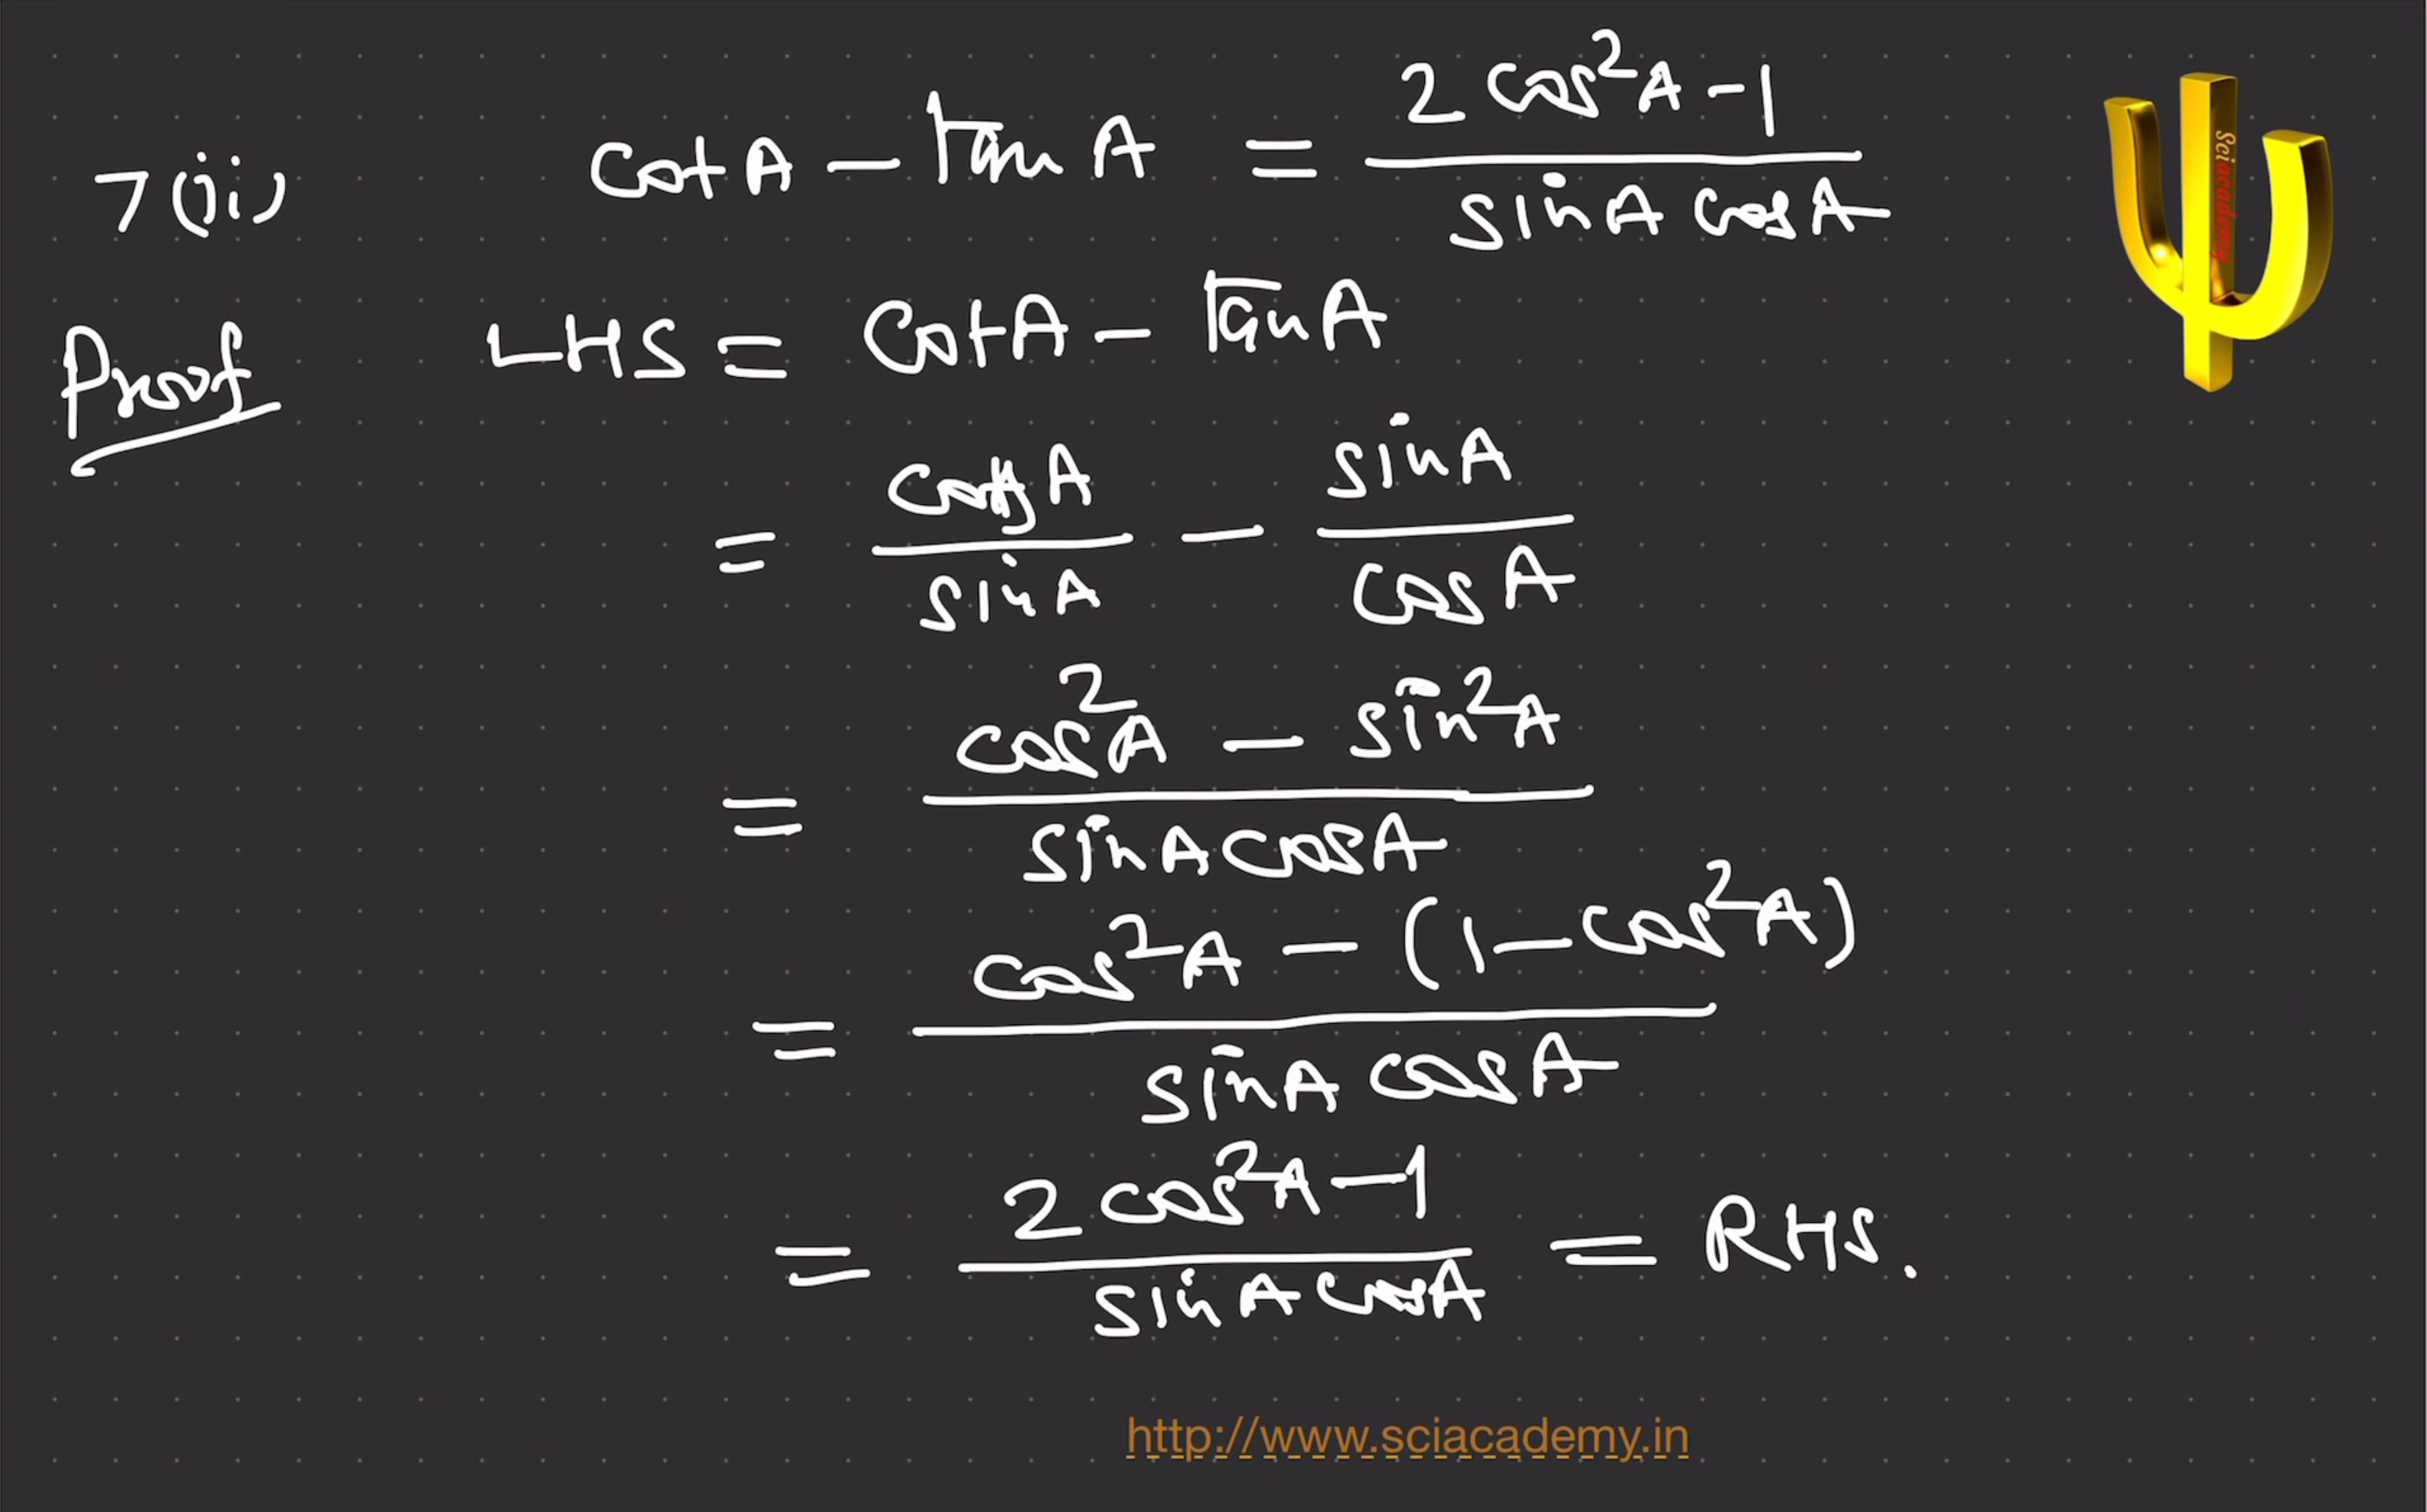 7(ii) cot A − tan A = (2 cos²A − 1)/(sin A cos A)
Sciacademy
Proof LHS = cot A − tan A
= cos A/sin A − sin A/cos A
= (cos²A − sin²A)/(sin A cos A)
= (cos²A − (1 − cos²A))/(sin A cos A)
= (2 cos²A − 1)/(sin A cos A) = RHS.
http://www.sciacademy.in